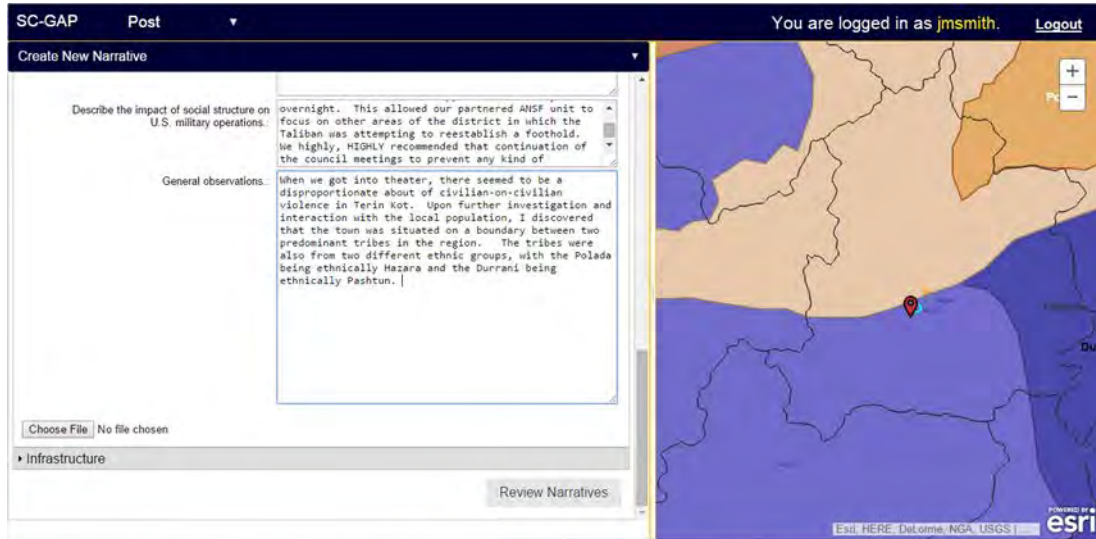 SC-GAP Post ▼ You are logged in as jmsmith. Logout
Create New Narrative ▼
Describe the impact of social structure on
U.S. military operations.:
overnight. This allowed our partnered ANSF unit to
focus on other areas of the district in which the
Taliban was attempting to reestablish a foothold.
We highly, HIGHLY recommended that continuation of
the council meetings to prevent any kind of
General observations.:
When we got into theater, there seemed to be a
disproportionate about of civilian-on-civilian
violence in Terin Kot. Upon further investigation and
interaction with the local population, I discovered
that the town was situated on a boundary between two
predominant tribes in the region. The tribes were
also from two different ethnic groups, with the Polada
being ethnically Hazara and the Durrani being
ethnically Pashtun.
Choose File No file chosen
Infrastructure
Review Narratives
+
−
Esri, HERE, DeLorme, NGA, USGS |
POWERED BY
esri